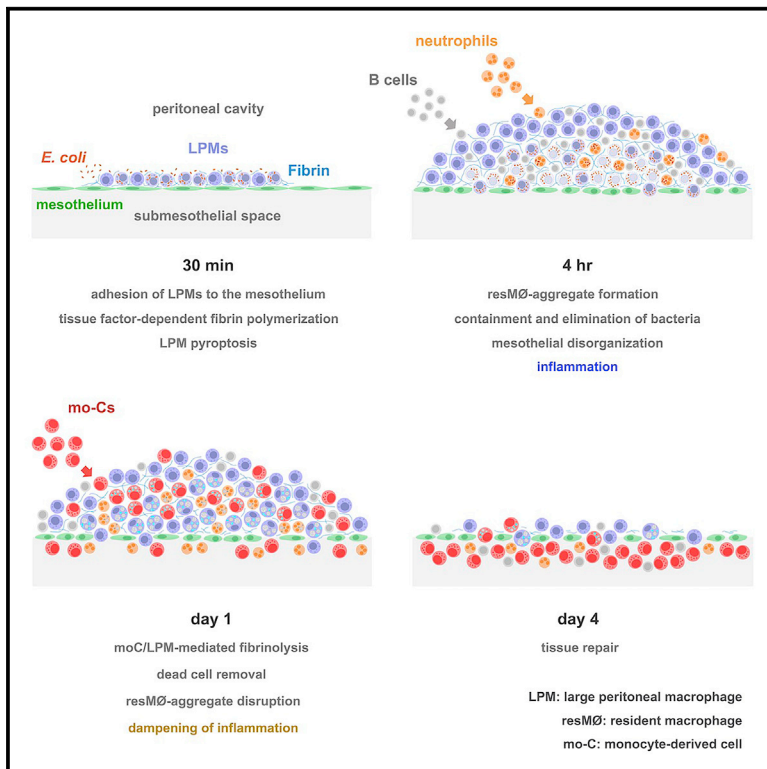 neutrophils
B cells
peritoneal cavity
E. coli
LPMs
Fibrin
mesothelium
submesothelial space
30 min
adhesion of LPMs to the mesothelium
tissue factor-dependent fibrin polymerization
LPM pyroptosis
4 hr
resMØ-aggregate formation
containment and elimination of bacteria
mesothelial disorganization
inflammation
mo-Cs
day 1
moC/LPM-mediated fibrinolysis
dead cell removal
resMØ-aggregate disruption
dampening of inflammation
day 4
tissue repair
LPM: large peritoneal macrophage
resMØ: resident macrophage
mo-C: monocyte-derived cell